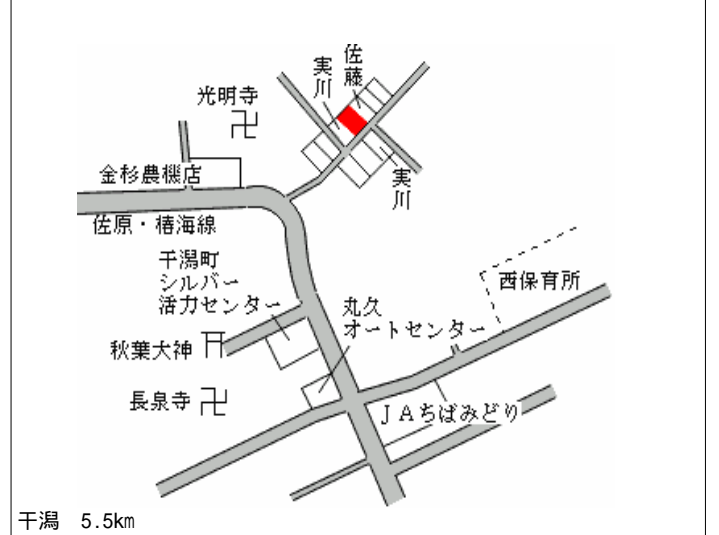 実川
佐藤
光明寺
実川
金杉農機店
佐原・椿海線
干潟町
シルバー
活力センター
西保育所
丸久
オートセンター
秋葉大神
長泉寺
ＪＡちばみどり
干潟　5.5km